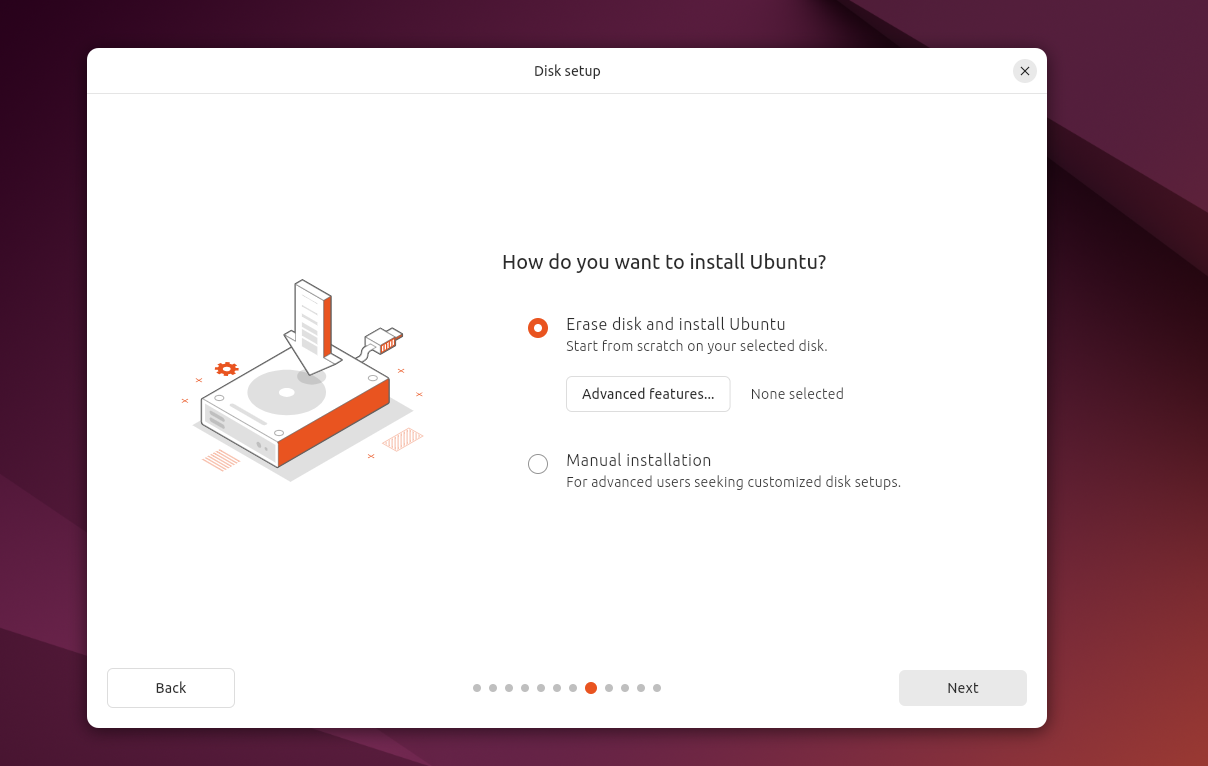 Disk setup
How do you want to install Ubuntu?
Erase disk and install Ubuntu
Start from scratch on your selected disk.
Advanced features... None selected
Manual installation
For advanced users seeking customized disk setups.
Back Next